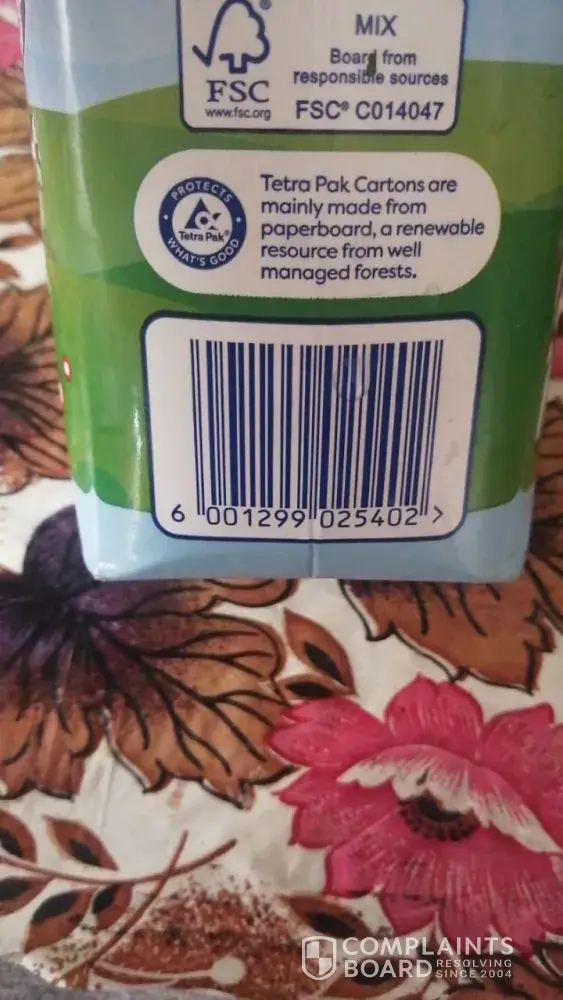 ®
FSC
www.fsc.org
MIX
Board from
responsible sources
FSC® C014047
PROTECTS
Tetra Pak®
WHAT'S GOOD
Tetra Pak Cartons are
mainly made from
paperboard, a renewable
resource from well
managed forests.
6 001299 025402 >
COMPLAINTS
BOARD RESOLVING
SINCE 2004